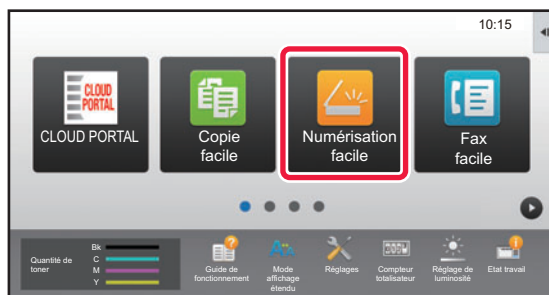 10:15
CLOUD
PORTAL
CLOUD PORTAL
Copie
facile
Numérisation
facile
Fax
facile
Quantité de
toner
Bk
C
M
Y
Guide de
fonctionnement
Mode
affichage
étendu
Réglages
Compteur
totalisateur
Réglage de
luminosité
Etat travail